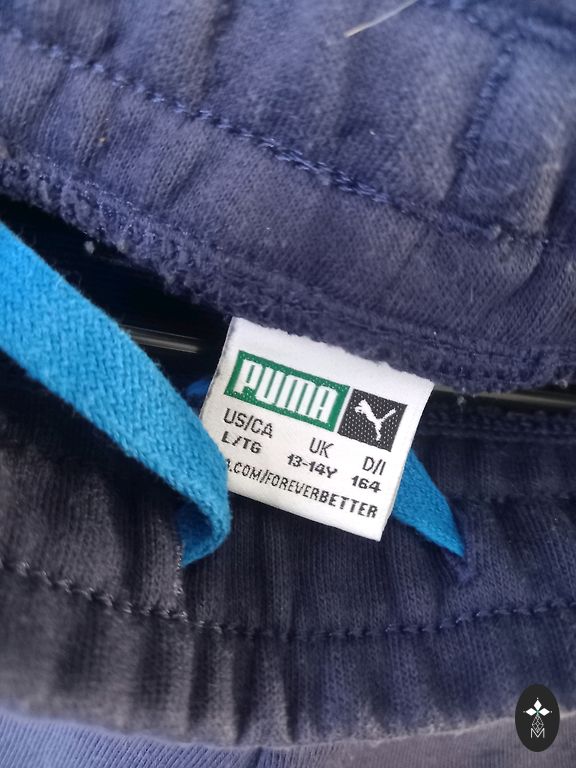 PUMA
US/CA UK D/I
L/TG 13-14Y 164
.COM/FOREVERBETTER
M